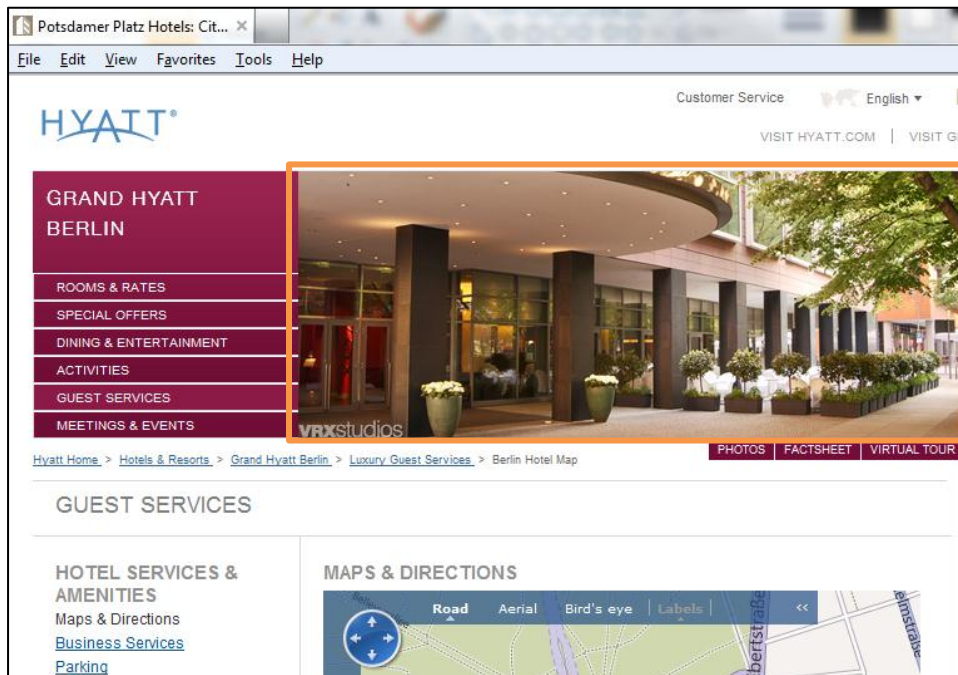 Potsdamer Platz Hotels: Cit...
File Edit View Favorites Tools Help
Customer Service English
HYATT®
VISIT HYATT.COM | VISIT G
GRAND HYATT
BERLIN
ROOMS & RATES
SPECIAL OFFERS
DINING & ENTERTAINMENT
ACTIVITIES
GUEST SERVICES
MEETINGS & EVENTS
VRXstudios
PHOTOS FACTSHEET VIRTUAL TOUR
Hyatt Home > Hotels & Resorts > Grand Hyatt Berlin > Luxury Guest Services > Berlin Hotel Map
GUEST SERVICES
HOTEL SERVICES &
AMENITIES
Maps & Directions
Business Services
Parking
MAPS & DIRECTIONS
Road Aerial Bird's eye | Labels | <<
bertstraße